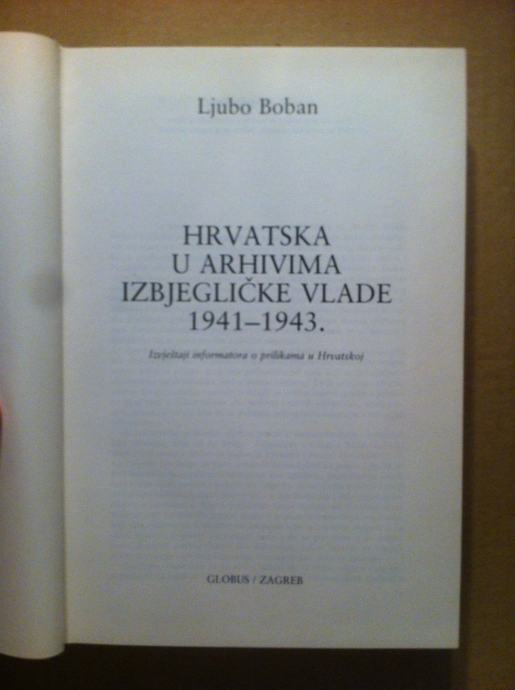 Ljubo Boban
HRVATSKA
U ARHIVIMA
IZBJEGLIČKE VLADE
1941–1943.
Izvještaji informatora o prilikama u Hrvatskoj
GLOBUS / ZAGREB